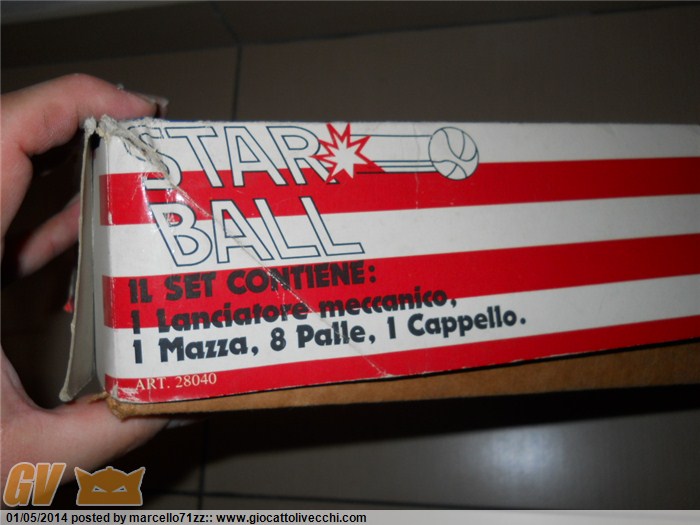 STAR
BALL
IL SET CONTIENE:
1 Lanciatore meccanico,
1 Mazza, 8 Palle, 1 Cappello.
ART. 28040
GV
01/05/2014 posted by marcello71zz:: www.giocattolivecchi.com